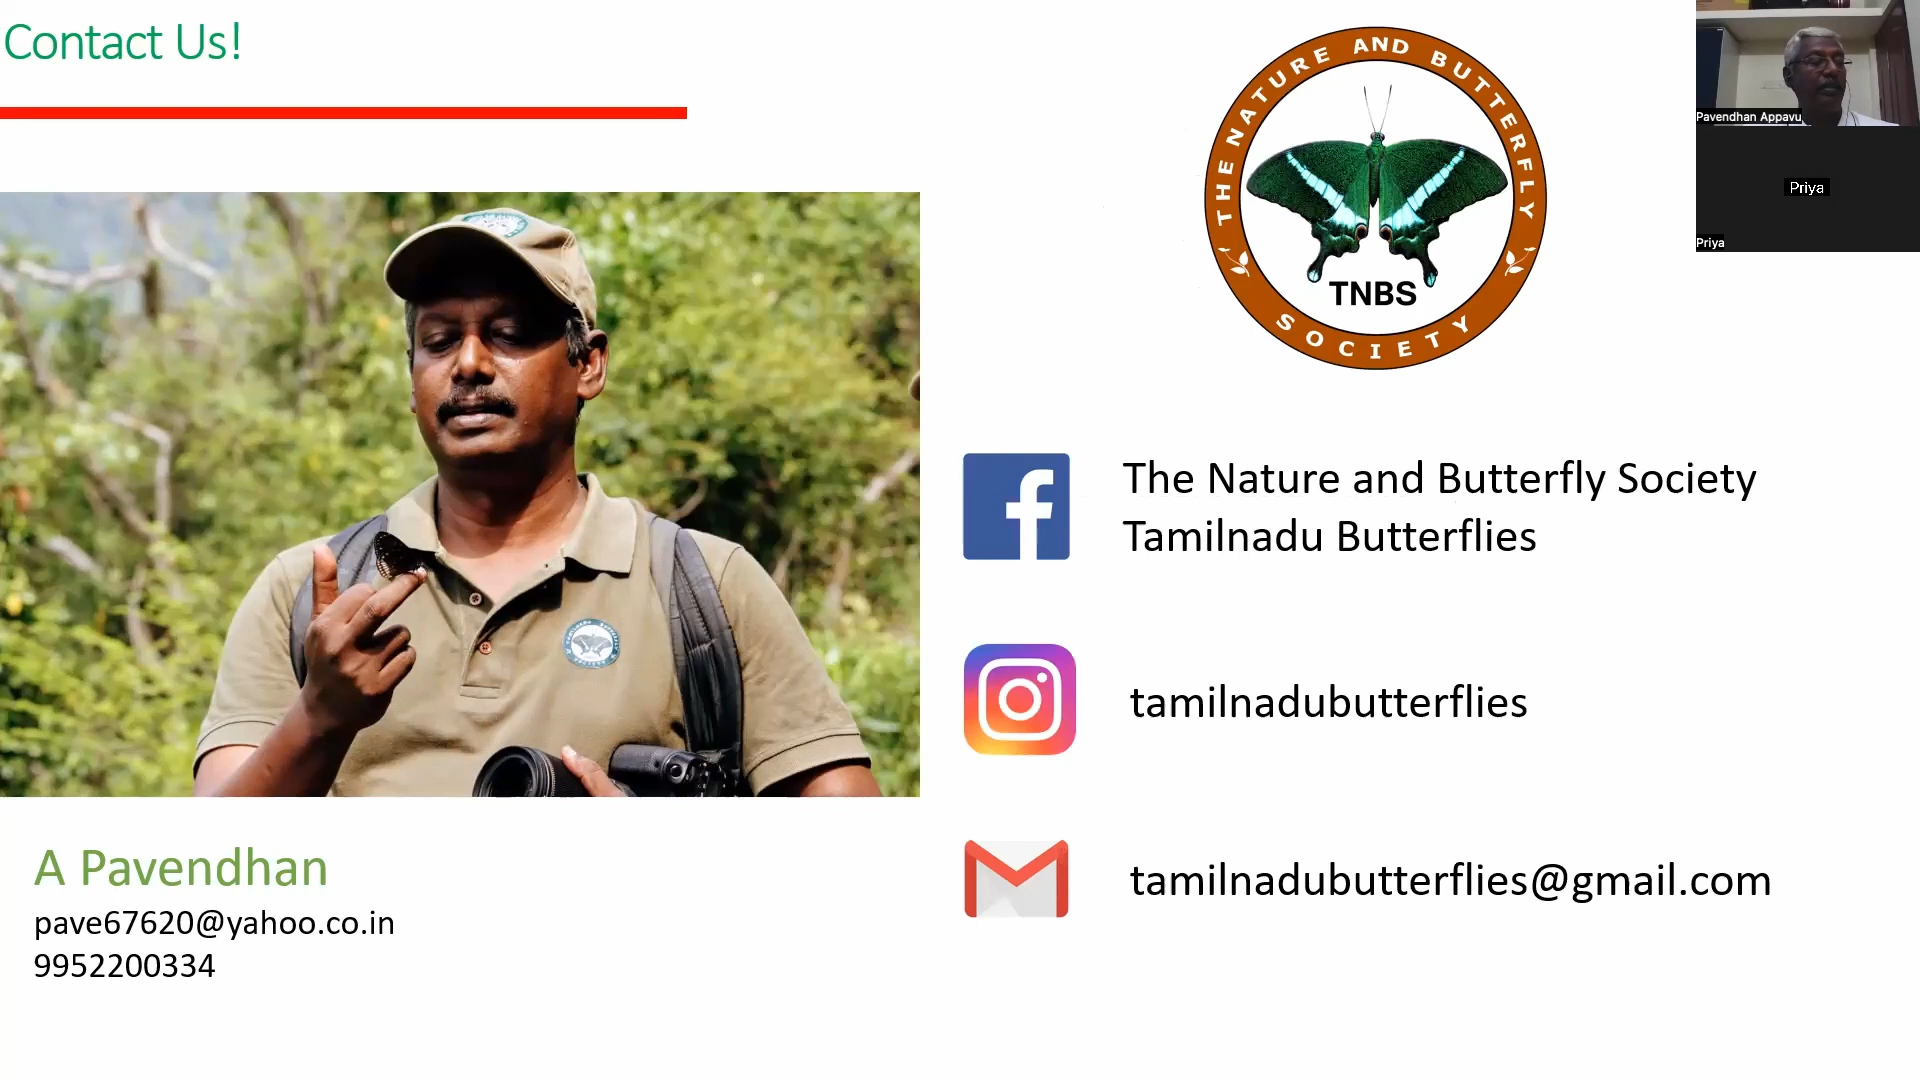 Contact Us!
THE NATURE AND BUTTERFLY
SOCIETY
TNBS
Pavendhan Appavu
Priya
Priya
The Nature and Butterfly Society
Tamilnadu Butterflies
tamilnadubutterflies
tamilnadubutterflies@gmail.com
A Pavendhan
pave67620@yahoo.co.in
9952200334